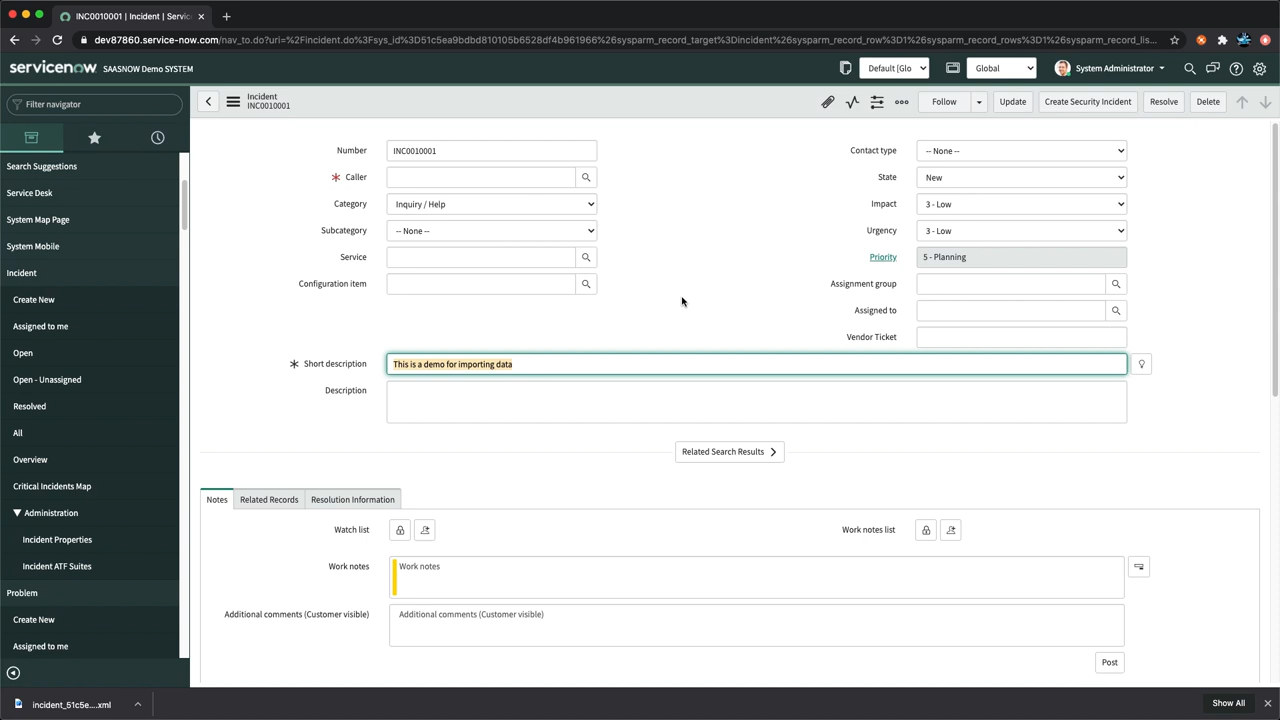 INC0010001 | Incident | Servic
dev87860.service-now.com/nav_to.do?uri=%2Fincident.do%3Fsys_id%3D51c5ea9bdbd810105b6528df4b961966%26sysparm_record_target%3Dincident%26sysparm_record_row%3D1%26sysparm_record_rows%3D1%26sysparm_record_lis...
servicenow SAASNOW Demo SYSTEM
Default [Glo
Global
System Administrator
Filter navigator
Incident
INC0010001
Follow
Update
Create Security Incident
Resolve
Delete
Search Suggestions
Service Desk
System Map Page
System Mobile
Incident
Create New
Assigned to me
Open
Open - Unassigned
Resolved
All
Overview
Critical Incidents Map
Administration
Incident Properties
Incident ATF Suites
Problem
Create New
Assigned to me
Number INC0010001
Caller
Category Inquiry / Help
Subcategory -- None --
Service
Configuration item
Contact type -- None --
State New
Impact 3 - Low
Urgency 3 - Low
Priority 5 - Planning
Assignment group
Assigned to
Vendor Ticket
Short description This is a demo for importing data
Description
Related Search Results
Notes Related Records Resolution Information
Watch list
Work notes list
Work notes Work notes
Additional comments (Customer visible) Additional comments (Customer visible)
Post
incident_51c5e....xml
Show All